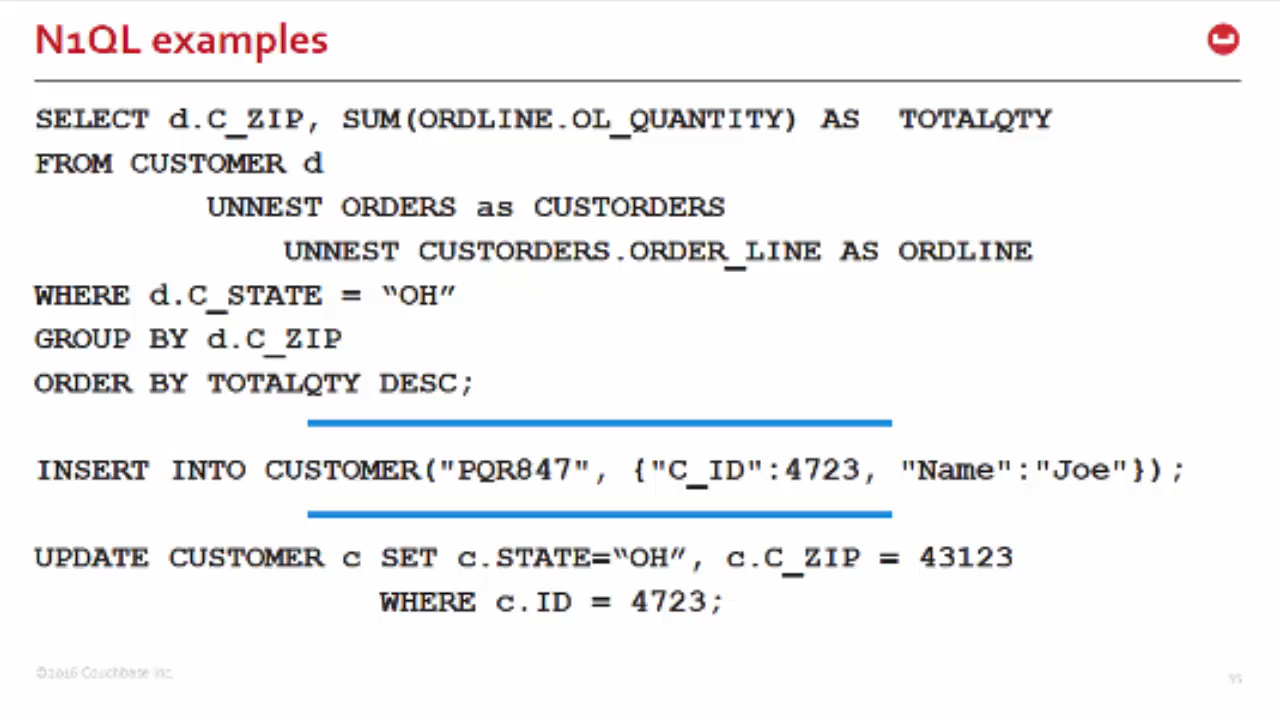 N1QL examples
SELECT d.C_ZIP, SUM(ORDLINE.OL_QUANTITY) AS TOTALQTY
FROM CUSTOMER d
UNNEST ORDERS as CUSTORDERS
UNNEST CUSTORDERS.ORDER_LINE AS ORDLINE
WHERE d.C_STATE = “OH”
GROUP BY d.C_ZIP
ORDER BY TOTALQTY DESC;
INSERT INTO CUSTOMER("PQR847", {"C_ID":4723, "Name":"Joe"});
UPDATE CUSTOMER c SET c.STATE=“OH”, c.C_ZIP = 43123
WHERE c.ID = 4723;
©2016 Couchbase Inc.